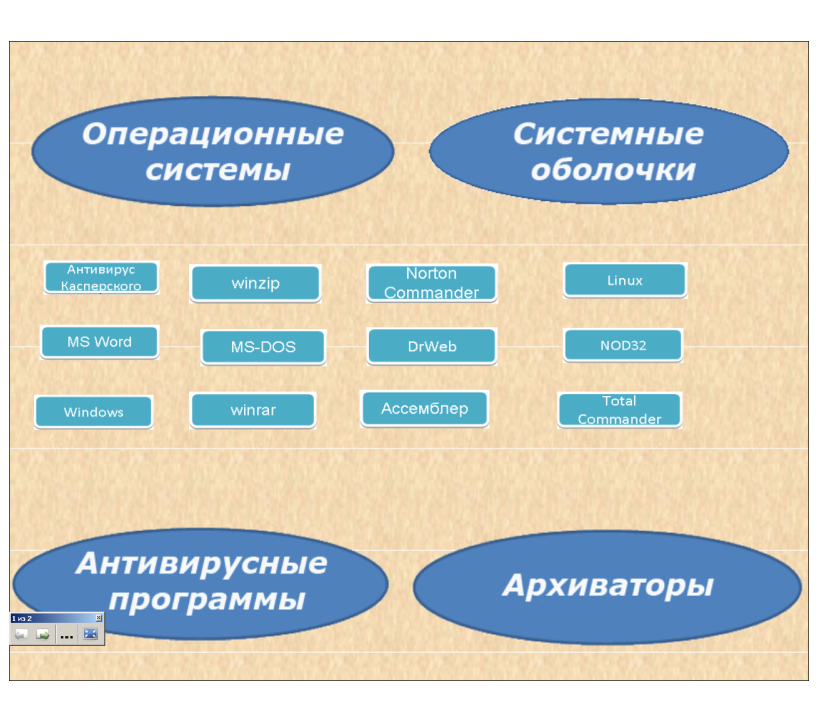 Операционные
системы
Системные
оболочки
Антивирус
Касперского
winzip
Norton
Commander
Linux
MS Word
MS-DOS
DrWeb
NOD32
Windows
winrar
Ассемблер
Total
Commander
Антивирусные
программы
Архиваторы
1 из 2